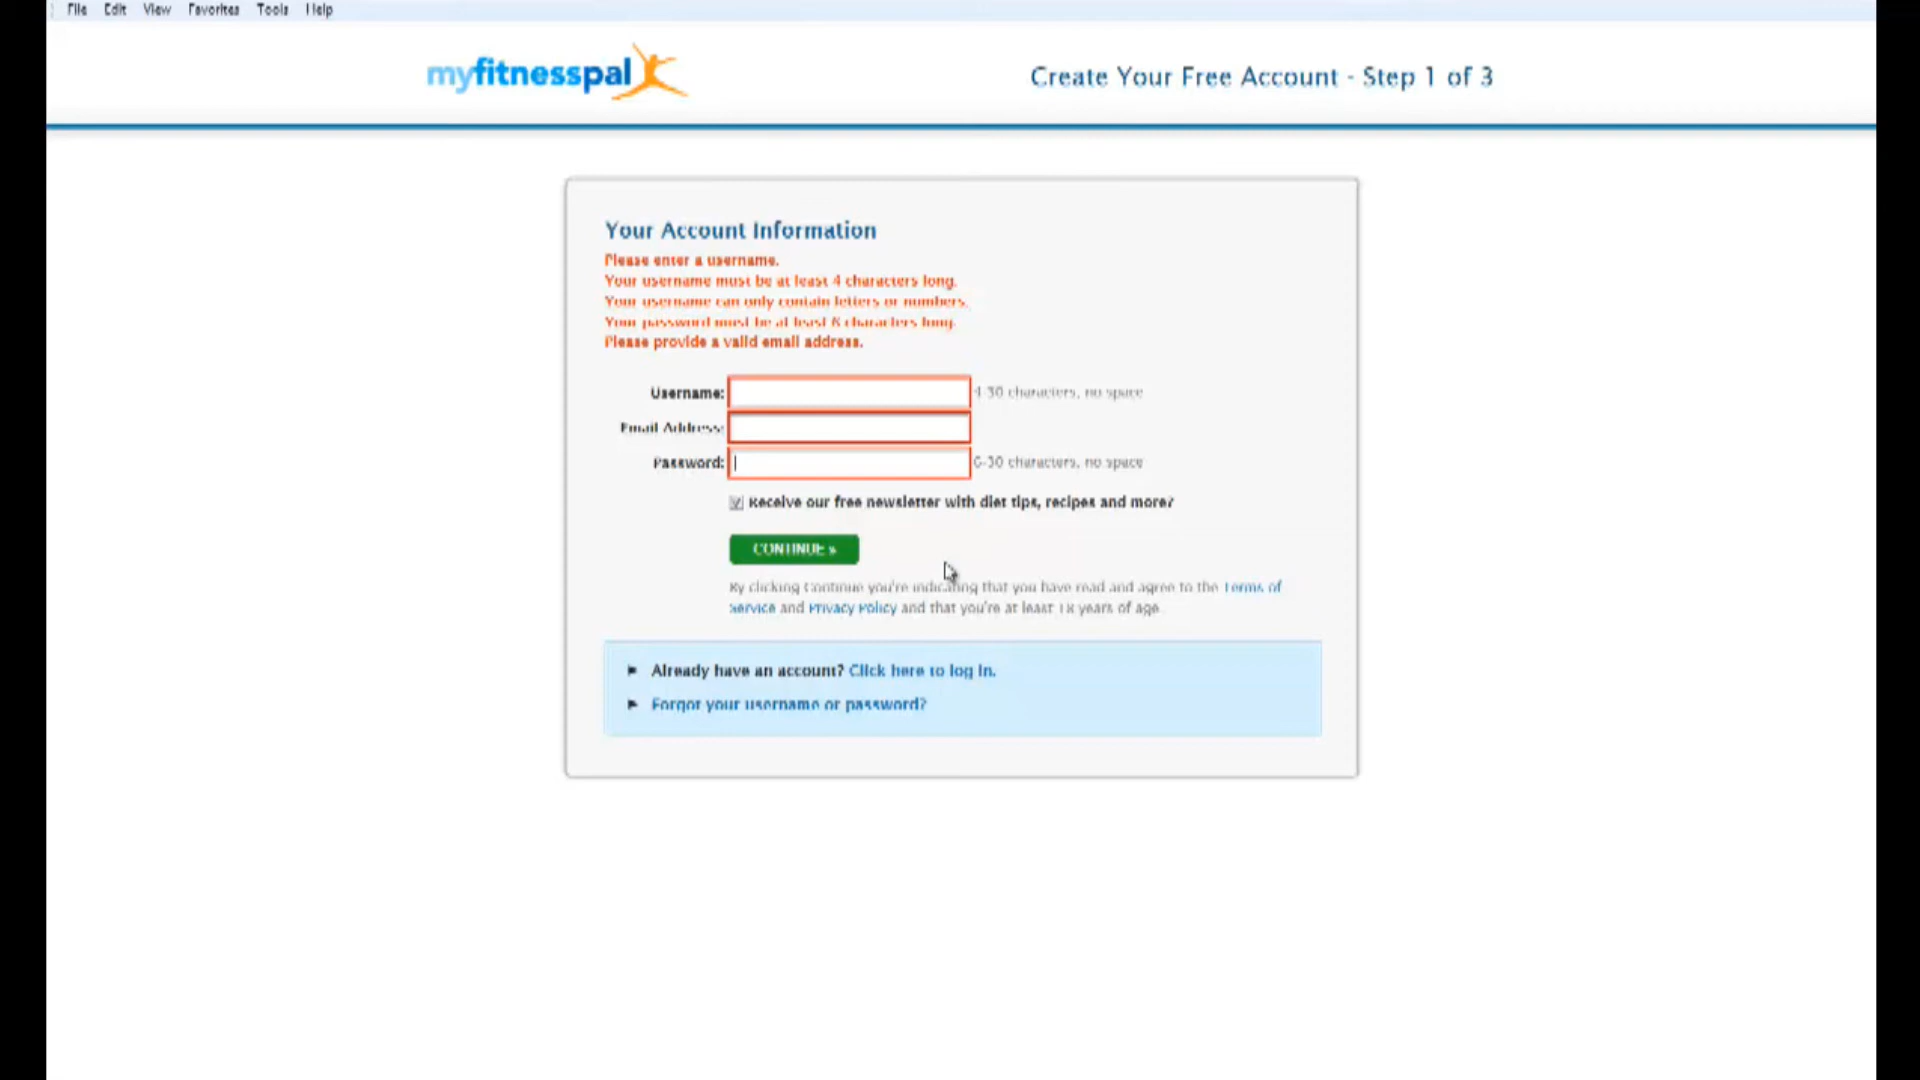 File Edit View Favorites Tools Help
myfitnesspal
Create Your Free Account - Step 1 of 3
Your Account Information
Please enter a username.
Your username must be at least 4 characters long.
Your username can only contain letters or numbers.
Your password must be at least 6 characters long.
Please provide a valid email address.
Username: 4-30 characters, no space
Email Address:
Password: 6-30 characters, no space
Receive our free newsletter with diet tips, recipes and more?
CONTINUE »
By clicking Continue you're indicating that you have read and agree to the Terms of
Service and Privacy Policy and that you're at least 18 years of age.
Already have an account? Click here to log in.
Forgot your username or password?